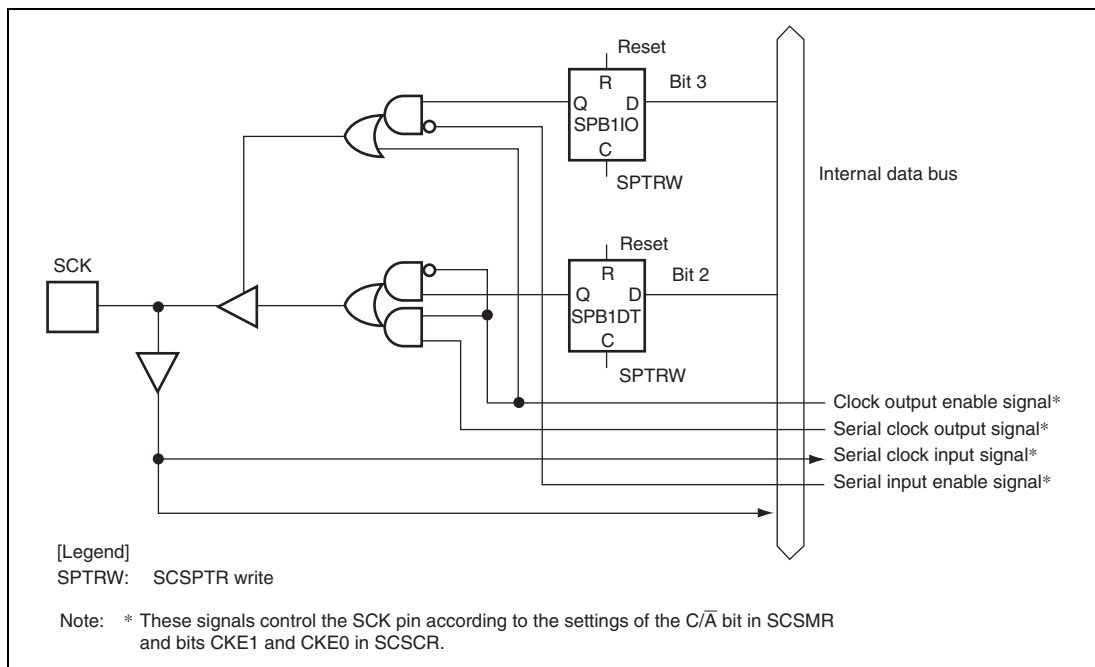 Reset
Bit 3
R
Q D
SPB1IO
C
SPTRW
Internal data bus
Reset
SCK
Bit 2
R
Q D
SPB1DT
C
SPTRW
Clock output enable signal*
Serial clock output signal*
Serial clock input signal*
Serial input enable signal*
[Legend]
SPTRW: SCSPTR write
Note: * These signals control the SCK pin according to the settings of the C/A̅ bit in SCSMR
and bits CKE1 and CKE0 in SCSCR.